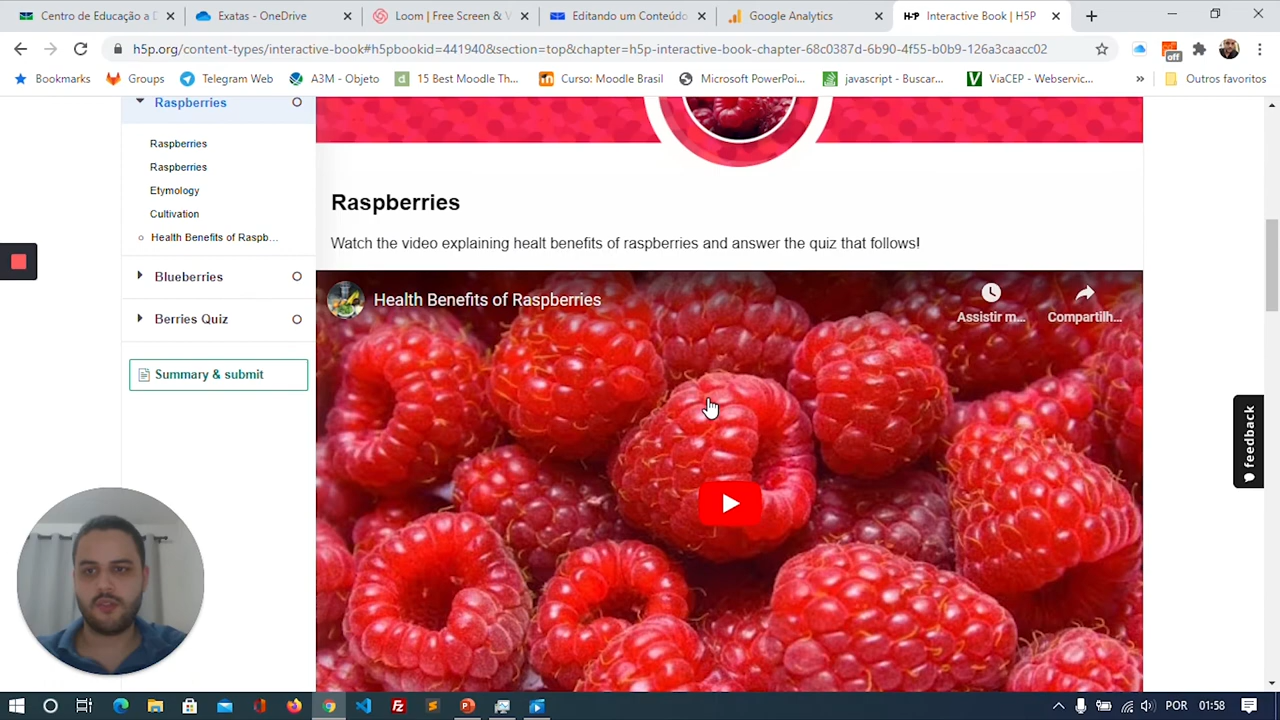 Centro de Educação a D
Exatas - OneDrive
Loom | Free Screen & V
Editando um Conteúdo
Google Analytics
H-P Interactive Book | H5P
h5p.org/content-types/interactive-book#h5pbookid=441940&section=top&chapter=h5p-interactive-book-chapter-68c0387d-6b90-4f55-b0b9-126a3caacc02
off
Bookmarks
Groups
Telegram Web
A3M - Objeto
15 Best Moodle Th...
Curso: Moodle Brasil
Microsoft PowerPoi...
javascript - Buscar...
ViaCEP - Webservic...
»
Outros favoritos
Raspberries
Raspberries
Raspberries
Etymology
Cultivation
Health Benefits of Raspb...
Blueberries
Berries Quiz
Summary & submit
Raspberries
Watch the video explaining healt benefits of raspberries and answer the quiz that follows!
Health Benefits of Raspberries
Assistir m...
Compartilh...
feedback
POR
01:58